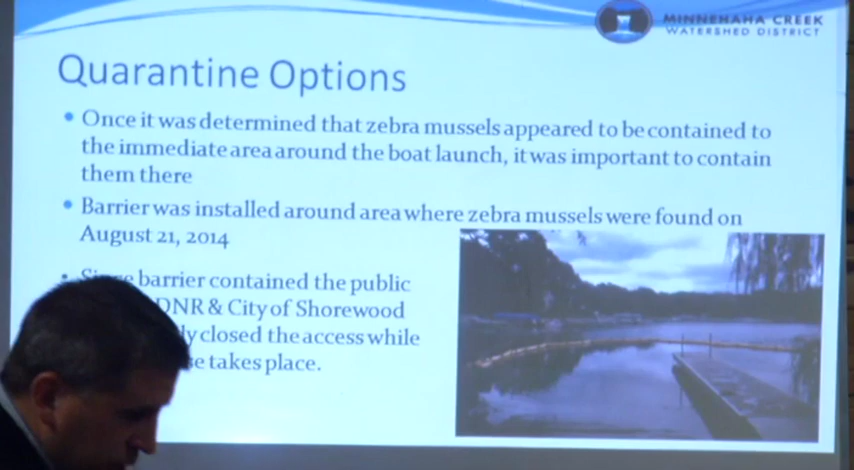 MINNEHAHA CREEK
WATERSHED DISTRICT
Quarantine Options
• Once it was determined that zebra mussels appeared to be contained to
the immediate area around the boat launch, it was important to contain
them there
• Barrier was installed around area where zebra mussels were found on
August 21, 2014
• Since barrier contained the public
DNR & City of Shorewood
closed the access while
takes place.